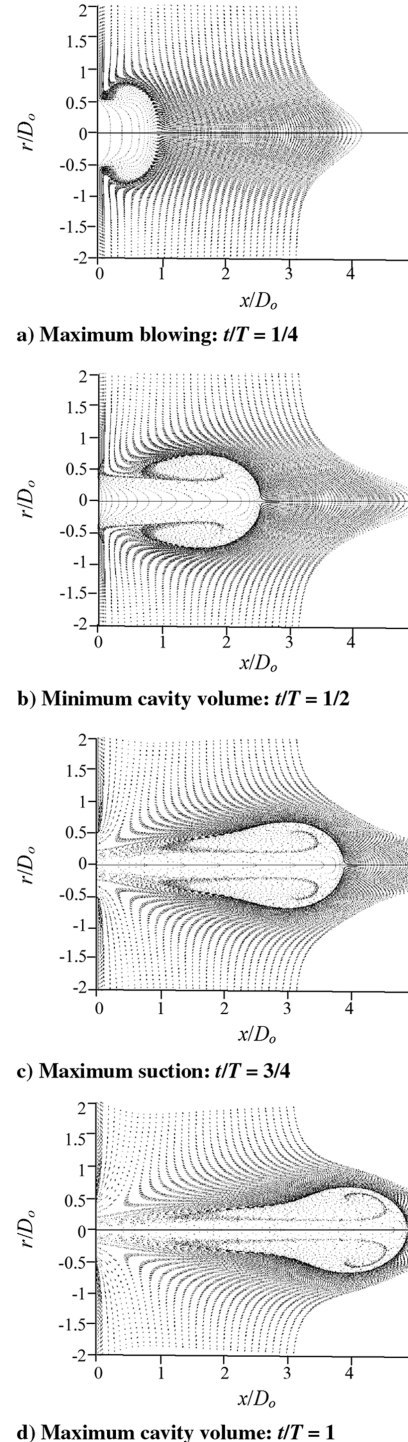 2
1.5
1
0.5
0
-0.5
-1
-1.5
-2
r/Do
0 1 2 3 4
x/Do
a) Maximum blowing: t/T = 1/4
2
1.5
1
0.5
0
-0.5
-1
-1.5
-2
r/Do
0 1 2 3 4
x/Do
b) Minimum cavity volume: t/T = 1/2
2
1.5
1
0.5
0
-0.5
-1
-1.5
-2
r/Do
0 1 2 3 4
x/Do
c) Maximum suction: t/T = 3/4
2
1.5
1
0.5
0
-0.5
-1
-1.5
-2
r/Do
0 1 2 3 4
x/Do
d) Maximum cavity volume: t/T = 1